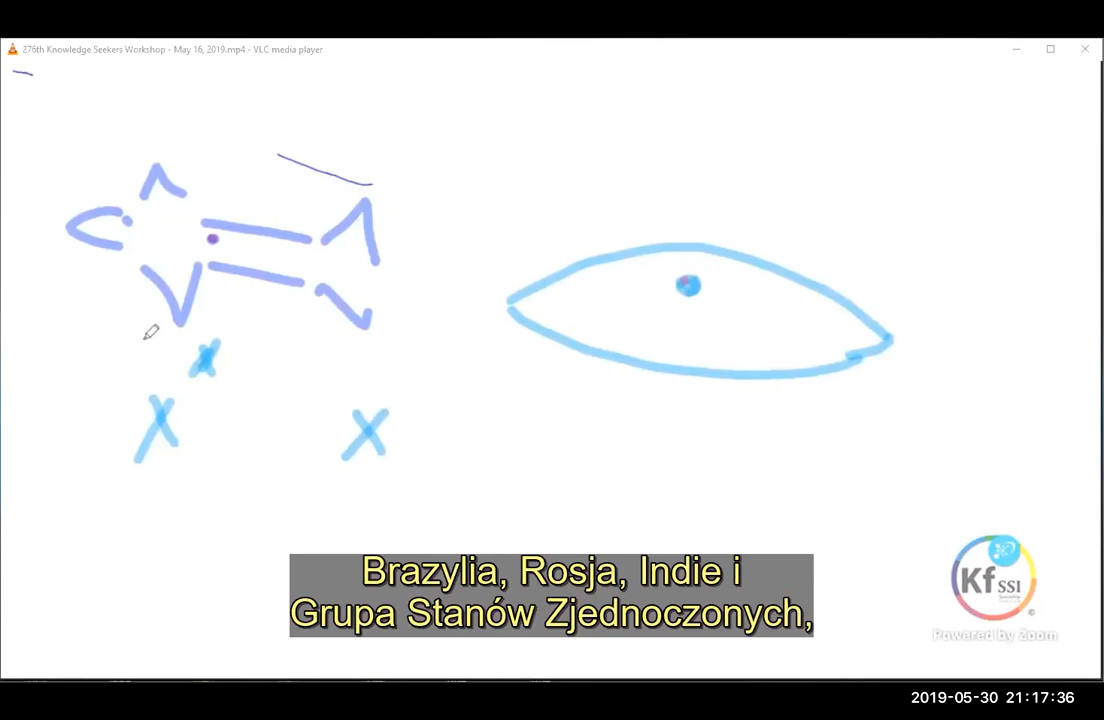 276th Knowledge Seekers Workshop - May 16, 2019.mp4 - VLC media player
X
X
X
Brazylia, Rosja, Indie i
Grupa Stanów Zjednoczonych,
Kf SSI
©
Powered by Zoom
2019-05-30 21:17:36